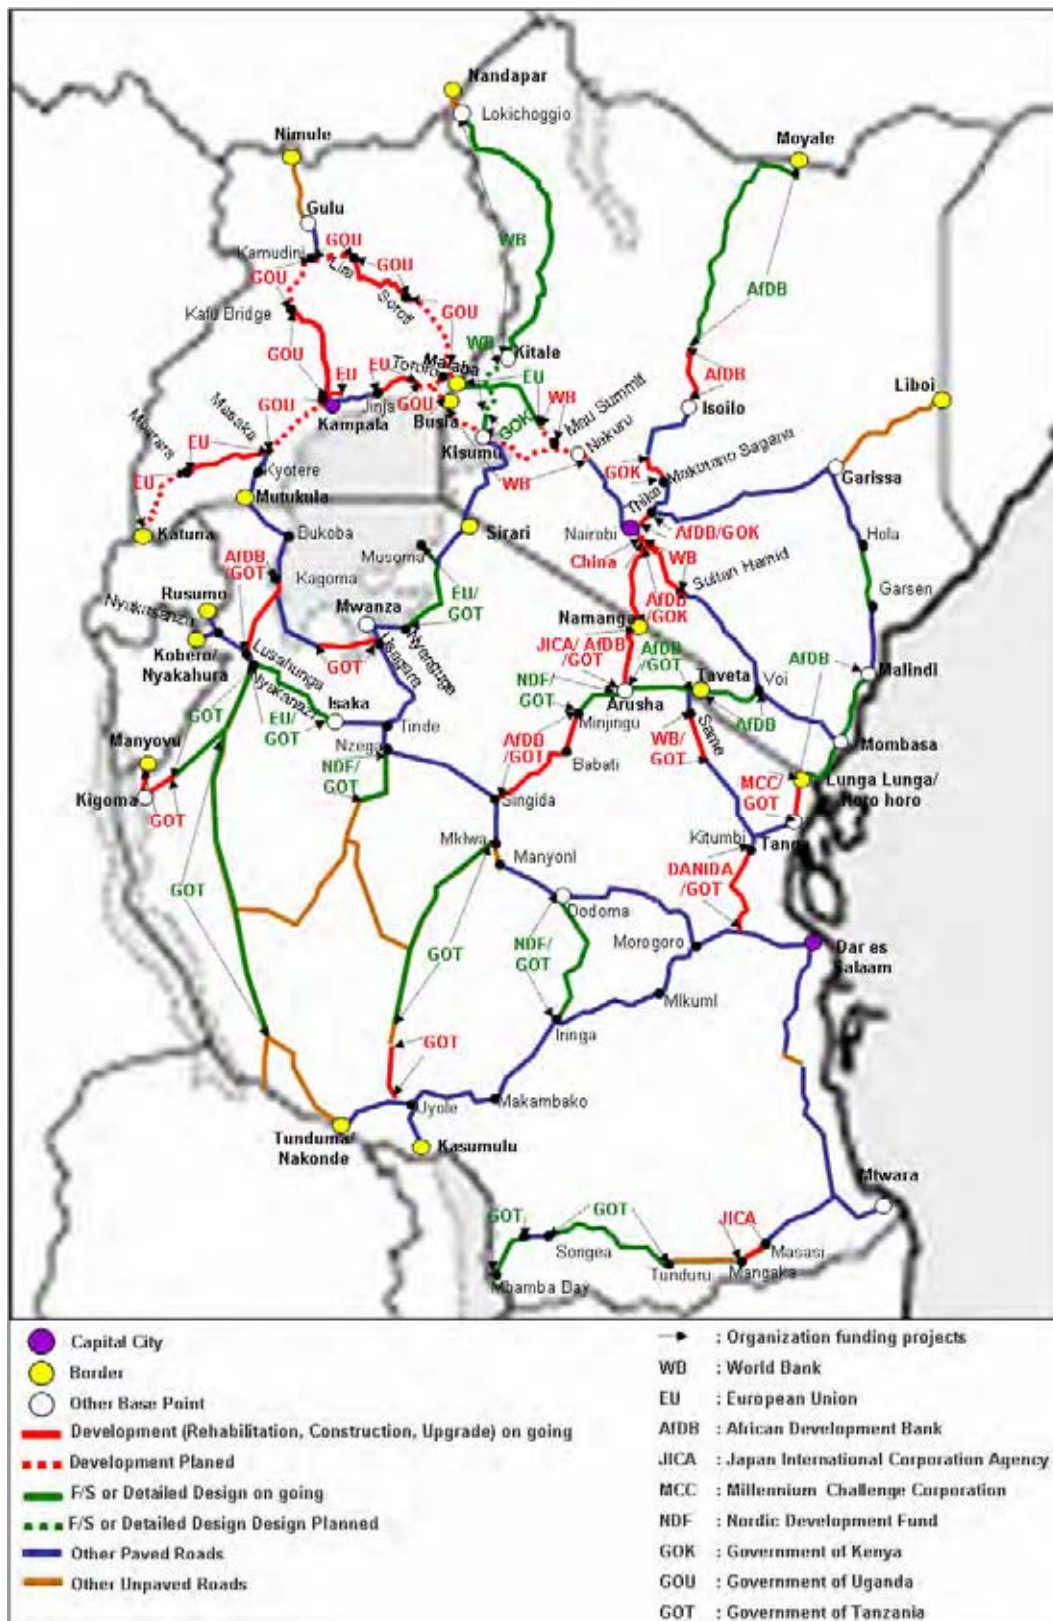 Nandapar
Lokichoggio
Nimule
Moyale
Gulu
GOU
Kamudini
Lira
GOU
WB
GOU
Soroti
AfDB
Kafu Bridge
GOU
GOU
WB
Kitale
EU
EU
Tororo
Malaba
EU
AfDB
Liboi
Masaka
GOU
Jinja
GOU
WB
Mau Summit
Isoilo
Kampala
Busia
GOK
Mbarara
EU
Kisumu
Nakuru
Makutano Sagana
Kyotere
WB
GOK
Garissa
EU
Mutukula
Thika
Katuna
Bukoba
Sirari
Nairobi
AfDB/GOK
Hola
AfDB
/GOT
Musoma
China
WB
Kagoma
EU/
GOT
Sultan Hamid
Rusumo
Garsen
Nyakasanza
Mwanza
Namanga
AfDB
/GOK
Kobero/
Nyakahura
Lusahunga
GOT
Usagara
Nyanguge
JICA/ AfDB
/GOT
AfDB
/GOT
AfDB
Malindi
Nyakanazi
Isaka
NDF/
GOT
Taveta
Voi
GOT
EU/
GOT
Arusha
AfDB
Manyovu
Tinde
Minjingu
Same
Mombasa
Nzega
AfDB
/GOT
WB/
GOT
Babati
NDF/
GOT
MCC/
GOT
Lunga Lunga/
Horo horo
Kigoma
GOT
Singida
Tanga
Kitumbi
Mkiwa
Manyoni
DANIDA
/GOT
GOT
Dodoma
GOT
NDF/
GOT
Morogoro
Dar es
Salaam
Mikumi
Iringa
GOT
Uyole
Makambako
Tunduma/
Nakonde
Kasumulu
Mtwara
GOT
GOT
JICA
Songea
Masasi
Mbamba Day
Tunduru
Mangaka
Capital City
Border
Other Base Point
Development (Rehabilitation, Construction, Upgrade) on going
Development Planed
F/S or Detailed Design on going
F/S or Detailed Design Design Planned
Other Paved Roads
Other Unpaved Roads
: Organization funding projects
WB : World Bank
EU : European Union
AfDB : African Development Bank
JICA : Japan International Corporation Agency
MCC : Millennium Challenge Corporation
NDF : Nordic Development Fund
GOK : Government of Kenya
GOU : Government of Uganda
GOT : Government of Tanzania